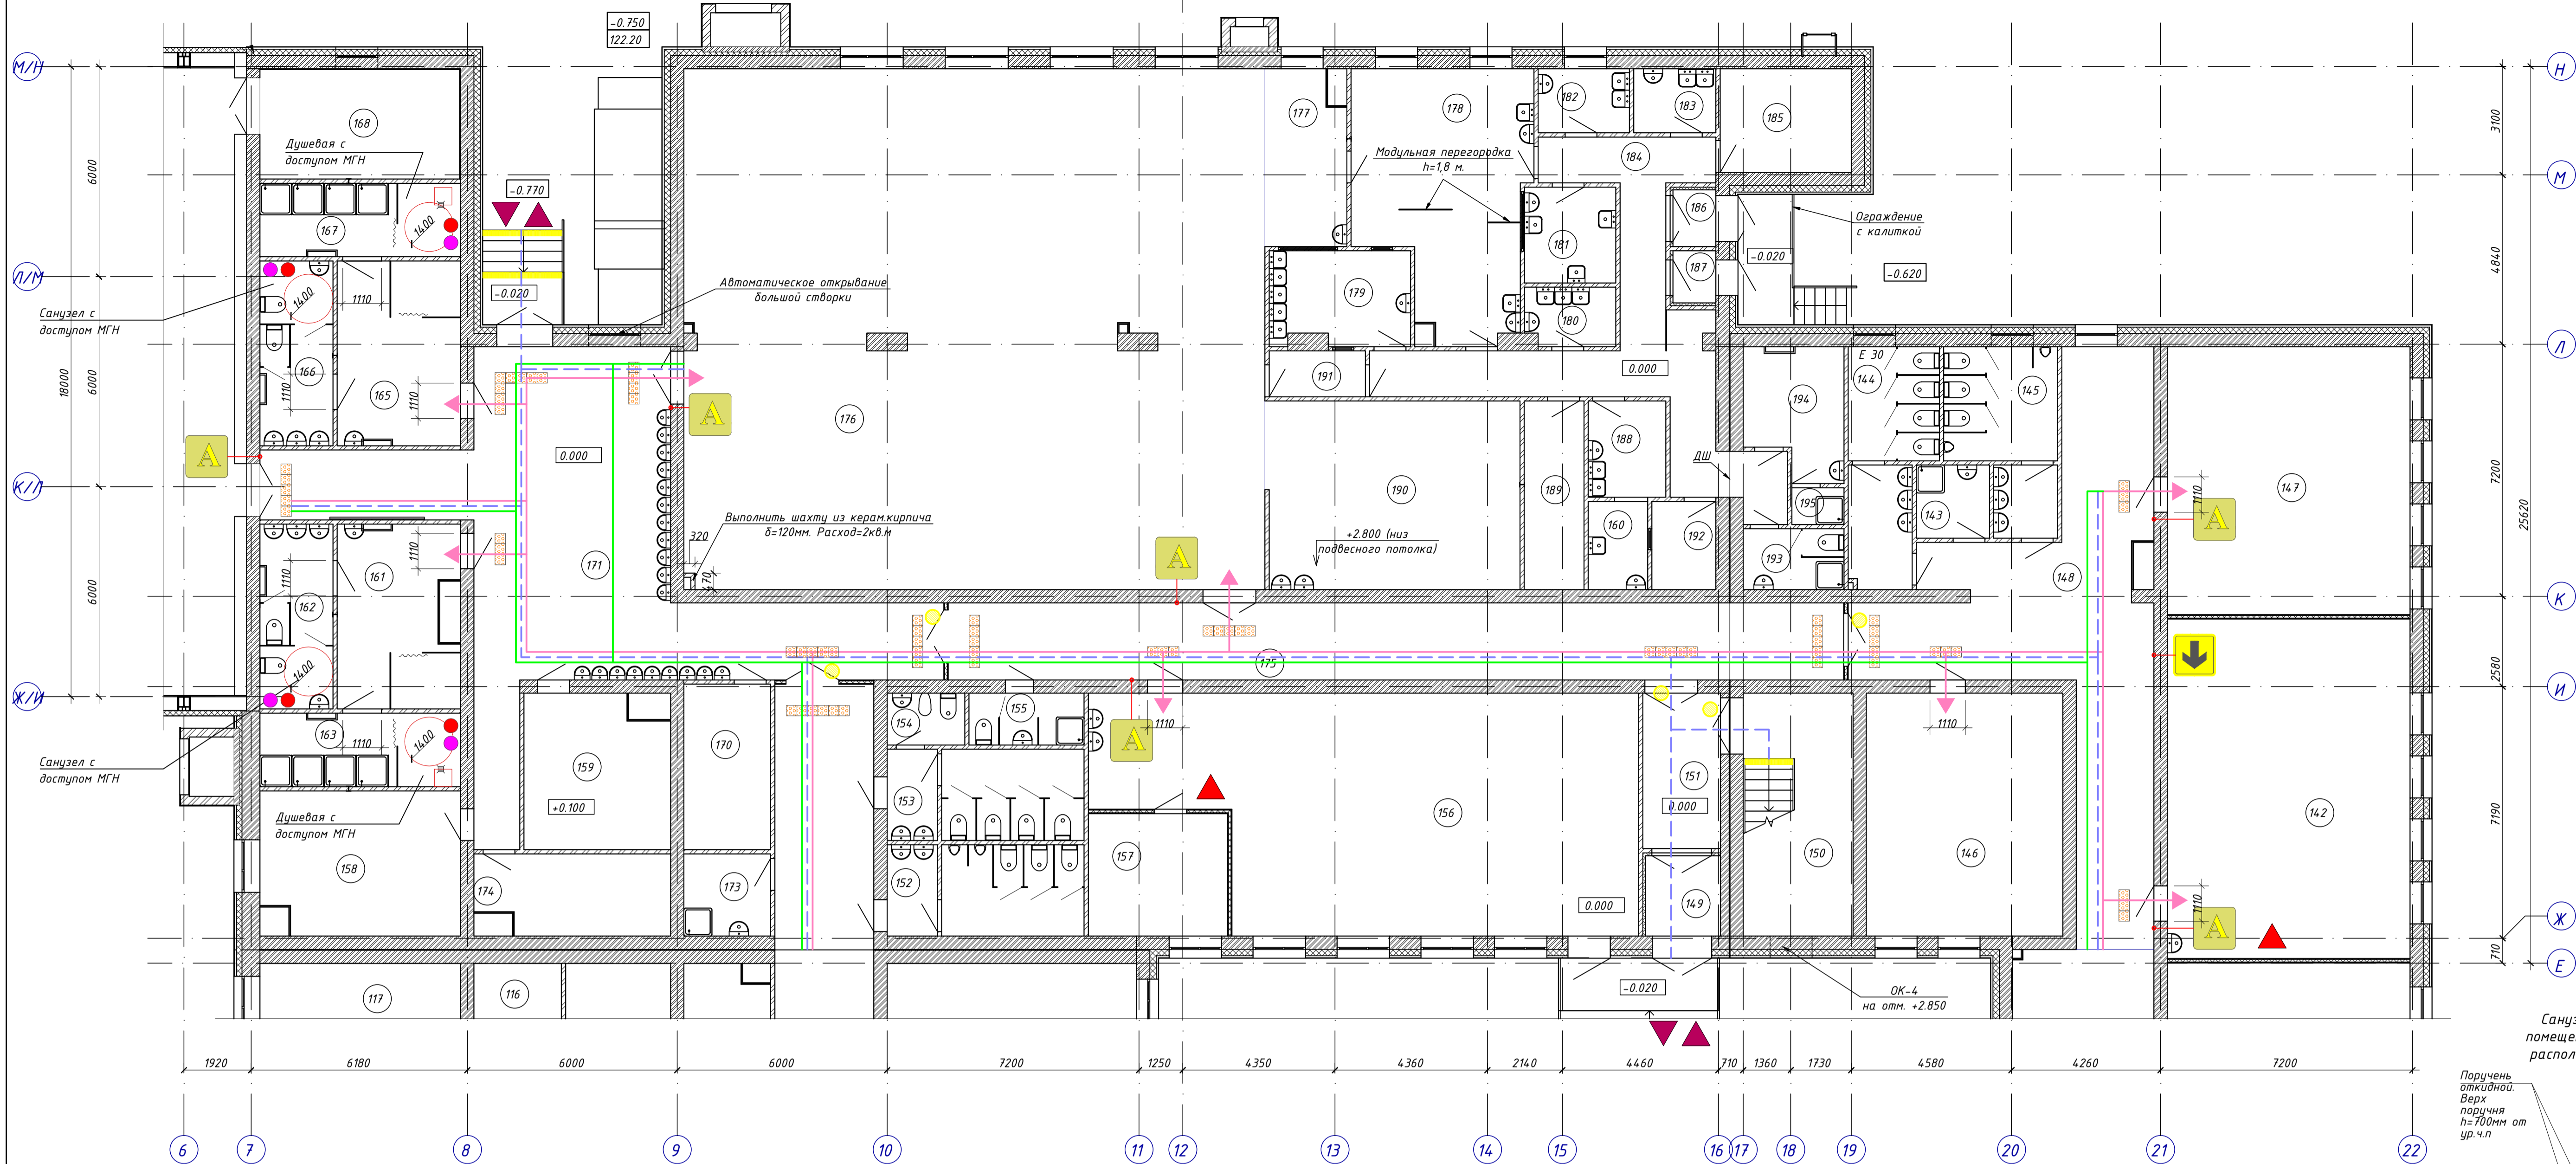 -0.750
122.20
М/Н
Н
168
177
178
182
183
185
3100
6000
Душевая с
доступом МГН
Модульная перегородка
h=1,8 м.
184
М
-0.770
167
1400
186
Ограждение
с калиткой
181
-0.020
187
-0.620
4840
Л/М
1400
1110
-0.020
Автоматическое открывание
большой створки
179
180
Санузел с
доступом МГН
18000
6000
166
1110
165
1110
191
0.000
Л
E 30
144
145
194
176
A
188
0.000
A
ДШ
К/Л
190
189
195
143
147
1110
A
7200
25620
Выполнить шахту из керам.кирпича
δ=120мм. Расход=2кв.м
320
470
+2.800 (низ
подвесного потолка)
160
192
193
148
171
161
1110
1110
162
6000
A
К
1400
175
2580
Ж/И
И
163
1110
1400
170
154
155
A
1110
1110
Санузел с
доступом МГН
159
+0.100
153
156
151
0.000
142
7190
Душевая с
доступом МГН
158
174
173
152
157
150
146
149
0.000
1110
A
Ж
710
Е
117
116
-0.020
ОК-4
на отм. +2.850
Сануз
помещен
распол
1920
6180
6000
6000
7200
1250
4350
4360
2140
4460
710
1360
1730
4580
4260
7200
Поручень
откидной.
Верх
поручня
h=700мм от
ур.ч.п
6
7
8
9
10
11
12
13
14
15
16
17
18
19
20
21
22